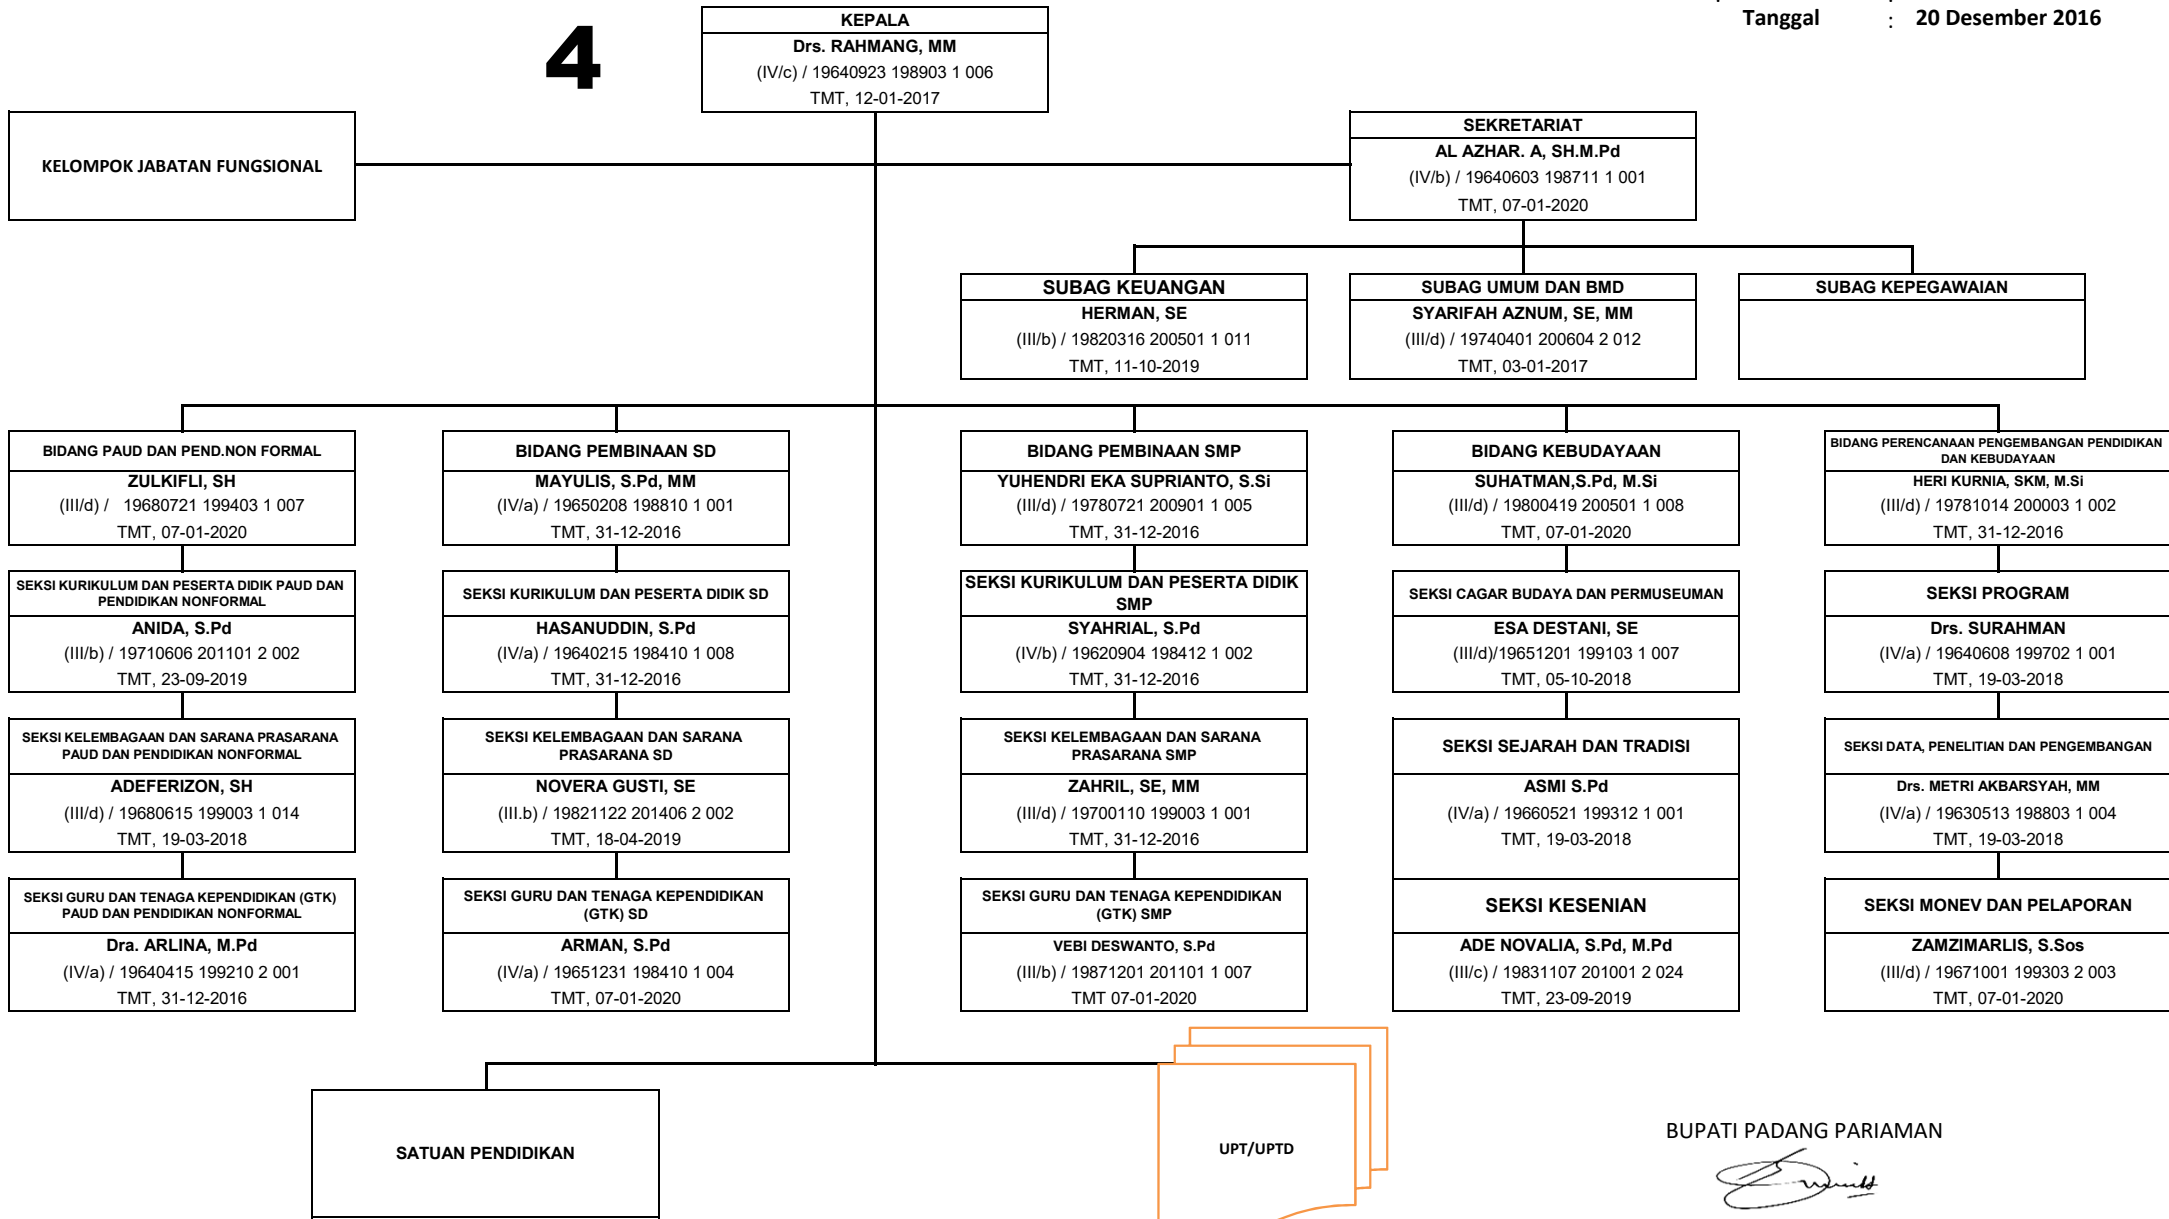 Tanggal : 20 Desember 2016
4
KEPALA
Drs. RAHMANG, MM
(IV/c) / 19640923 198903 1 006
TMT, 12-01-2017
KELOMPOK JABATAN FUNGSIONAL
SEKRETARIAT
AL AZHAR. A, SH.M.Pd
(IV/b) / 19640603 198711 1 001
TMT, 07-01-2020
SUBAG KEUANGAN
HERMAN, SE
(III/b) / 19820316 200501 1 011
TMT, 11-10-2019
SUBAG UMUM DAN BMD
SYARIFAH AZNUM, SE, MM
(III/d) / 19740401 200604 2 012
TMT, 03-01-2017
SUBAG KEPEGAWAIAN
BIDANG PAUD DAN PEND.NON FORMAL
ZULKIFLI, SH
(III/d) / 19680721 199403 1 007
TMT, 07-01-2020
BIDANG PEMBINAAN SD
MAYULIS, S.Pd, MM
(IV/a) / 19650208 198810 1 001
TMT, 31-12-2016
BIDANG PEMBINAAN SMP
YUHENDRI EKA SUPRIANTO, S.Si
(III/d) / 19780721 200901 1 005
TMT, 31-12-2016
BIDANG KEBUDAYAAN
SUHATMAN,S.Pd, M.Si
(III/d) / 19800419 200501 1 008
TMT, 07-01-2020
BIDANG PERENCANAAN PENGEMBANGAN PENDIDIKAN
DAN KEBUDAYAAN
HERI KURNIA, SKM, M.Si
(III/d) / 19781014 200003 1 002
TMT, 31-12-2016
SEKSI KURIKULUM DAN PESERTA DIDIK PAUD DAN
PENDIDIKAN NONFORMAL
ANIDA, S.Pd
(III/b) / 19710606 201101 2 002
TMT, 23-09-2019
SEKSI KURIKULUM DAN PESERTA DIDIK SD
HASANUDDIN, S.Pd
(IV/a) / 19640215 198410 1 008
TMT, 31-12-2016
SEKSI KURIKULUM DAN PESERTA DIDIK
SMP
SYAHRIAL, S.Pd
(IV/b) / 19620904 198412 1 002
TMT, 31-12-2016
SEKSI CAGAR BUDAYA DAN PERMUSEUMAN
ESA DESTANI, SE
(III/d)/19651201 199103 1 007
TMT, 05-10-2018
SEKSI PROGRAM
Drs. SURAHMAN
(IV/a) / 19640608 199702 1 001
TMT, 19-03-2018
SEKSI KELEMBAGAAN DAN SARANA PRASARANA
PAUD DAN PENDIDIKAN NONFORMAL
ADEFERIZON, SH
(III/d) / 19680615 199003 1 014
TMT, 19-03-2018
SEKSI KELEMBAGAAN DAN SARANA
PRASARANA SD
NOVERA GUSTI, SE
(III.b) / 19821122 201406 2 002
TMT, 18-04-2019
SEKSI KELEMBAGAAN DAN SARANA
PRASARANA SMP
ZAHRIL, SE, MM
(III/d) / 19700110 199003 1 001
TMT, 31-12-2016
SEKSI SEJARAH DAN TRADISI
ASMI S.Pd
(IV/a) / 19660521 199312 1 001
TMT, 19-03-2018
SEKSI DATA, PENELITIAN DAN PENGEMBANGAN
Drs. METRI AKBARSYAH, MM
(IV/a) / 19630513 198803 1 004
TMT, 19-03-2018
SEKSI GURU DAN TENAGA KEPENDIDIKAN (GTK)
PAUD DAN PENDIDIKAN NONFORMAL
Dra. ARLINA, M.Pd
(IV/a) / 19640415 199210 2 001
TMT, 31-12-2016
SEKSI GURU DAN TENAGA KEPENDIDIKAN
(GTK) SD
ARMAN, S.Pd
(IV/a) / 19651231 198410 1 004
TMT, 07-01-2020
SEKSI GURU DAN TENAGA KEPENDIDIKAN
(GTK) SMP
VEBI DESWANTO, S.Pd
(III/b) / 19871201 201101 1 007
TMT 07-01-2020
SEKSI KESENIAN
ADE NOVALIA, S.Pd, M.Pd
(III/c) / 19831107 201001 2 024
TMT, 23-09-2019
SEKSI MONEV DAN PELAPORAN
ZAMZIMARLIS, S.Sos
(III/d) / 19671001 199303 2 003
TMT, 07-01-2020
SATUAN PENDIDIKAN
UPT/UPTD
BUPATI PADANG PARIAMAN